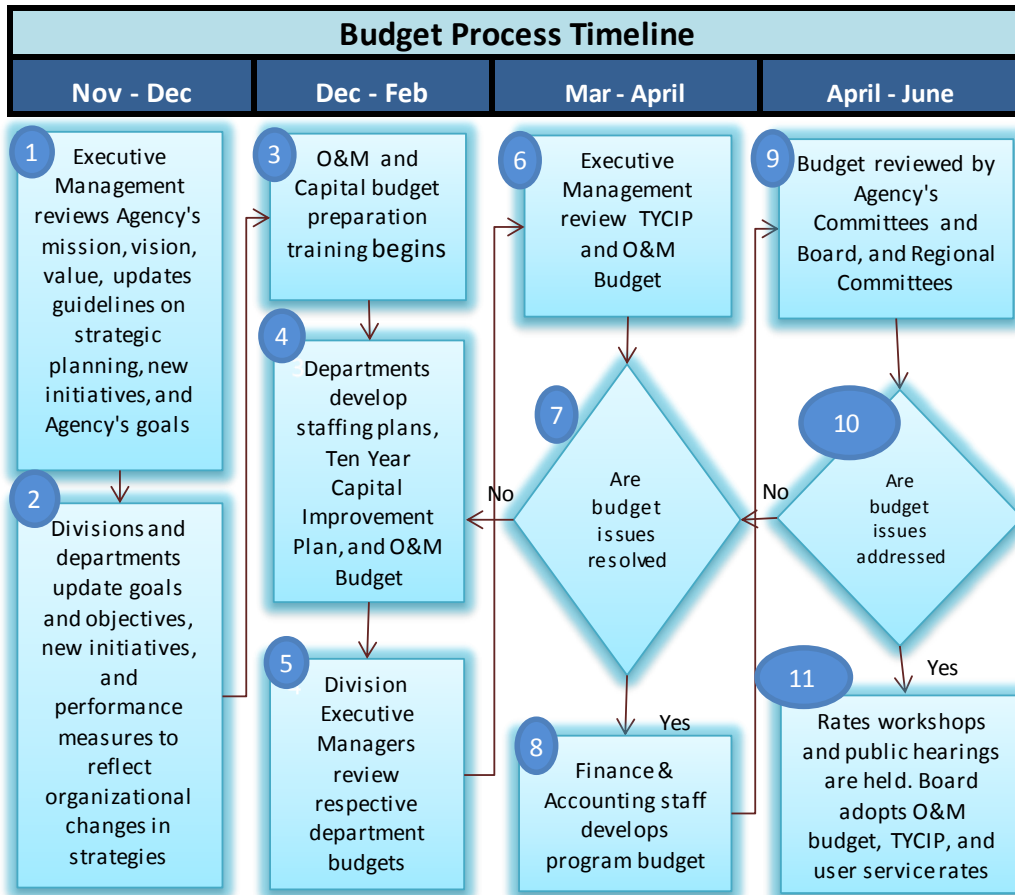 Budget Process Timeline
Nov - Dec
Dec - Feb
Mar - April
April - June
1
Executive
Management
reviews Agency's
mission, vision,
value, updates
guidelines on
strategic
planning, new
initiatives, and
Agency's goals
2
Divisions and
departments
update goals
and objectives,
new initiatives,
and
performance
measures to
reflect
organizational
changes in
strategies
3
O&M and
Capital budget
preparation
training begins
4
Departments
develop
staffing plans,
Ten Year
Capital
Improvement
Plan, and O&M
Budget
5
Division
Executive
Managers
review
respective
department
budgets
6
Executive
Management
review TYCIP
and O&M
Budget
7
Are
budget
issues
resolved
No
Yes
8
Finance &
Accounting staff
develops
program budget
9
Budget reviewed by
Agency's
Committees and
Board, and Regional
Committees
10
Are
budget
issues
addressed
No
Yes
11
Rates workshops
and public hearings
are held. Board
adopts O&M
budget, TYCIP, and
user service rates